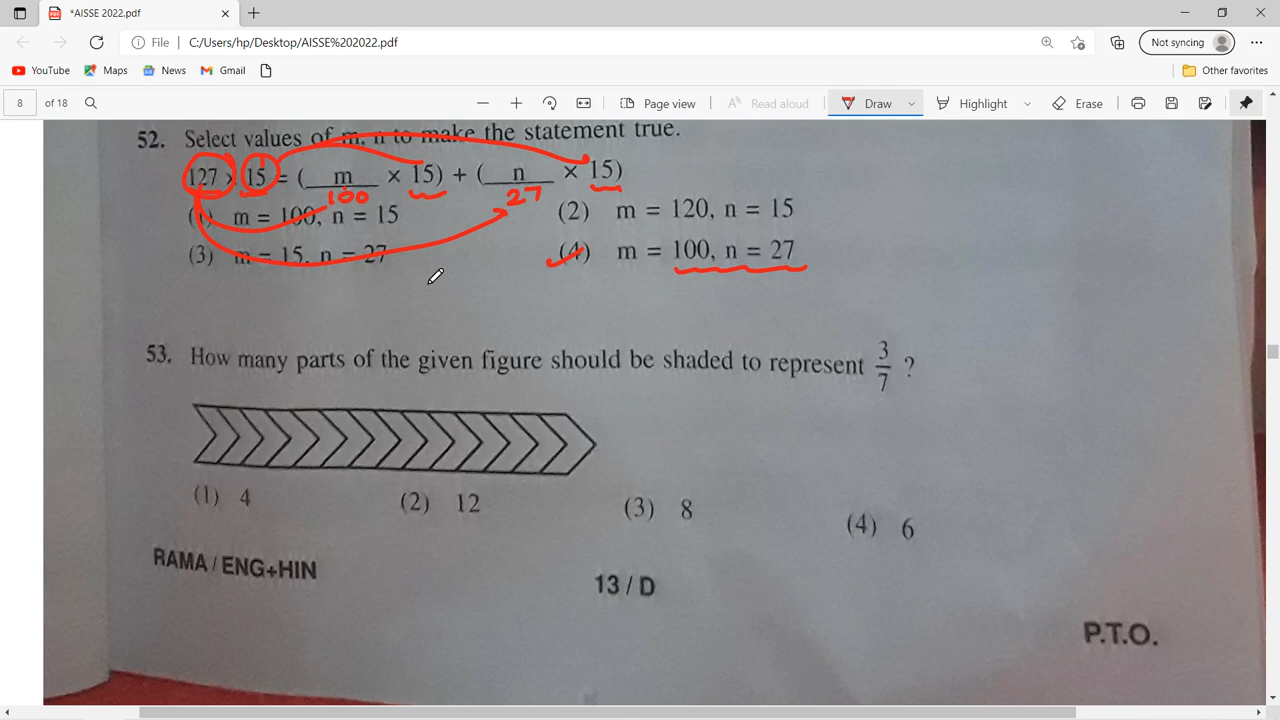 *AISSE 2022.pdf
File C:/Users/hp/Desktop/AISSE%202022.pdf Not syncing
YouTube Maps News Gmail Other favorites
8 of 18 Page view Read aloud Draw Highlight Erase
52. Select values of m, n to make the statement true.
127 × 15 = ( m × 15) + ( n × 15)
100 27
(1) m = 100, n = 15 (2) m = 120, n = 15
(3) m = 15, n = 27 (4) m = 100, n = 27
53. How many parts of the given figure should be shaded to represent 3/7 ?
(1) 4 (2) 12 (3) 8 (4) 6
RAMA / ENG+HIN 13 / D
P.T.O.